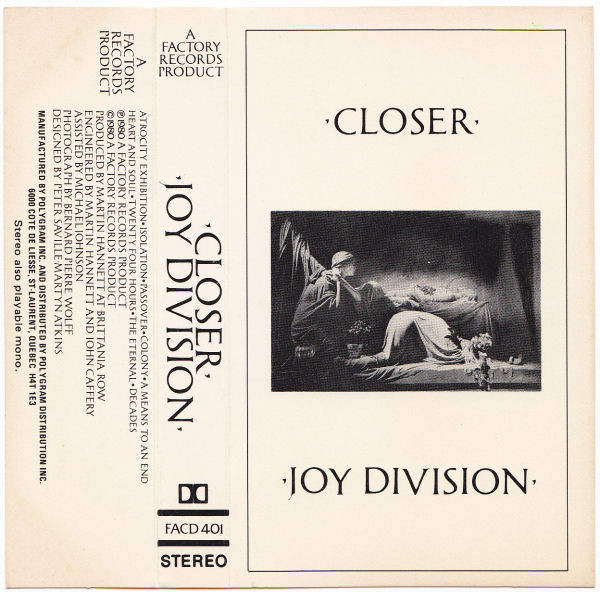 A
FACTORY
RECORDS
PRODUCT
ATROCITY EXHIBITION•ISOLATION•PASSOVER•COLONY•A MEANS TO AN END
HEART AND SOUL•TWENTY FOUR HOURS•THE ETERNAL•DECADES
℗1980 A FACTORY RECORDS PRODUCT
©1980 A FACTORY RECORDS PRODUCT
PRODUCED BY MARTIN HANNETT AT BRITTANIA ROW
ENGINEERED BY MARTIN HANNETT AND JOHN CAFFERY
ASSISTED BY MICHAEL JOHNSON
PHOTOGRAPH BY BERNARD PIERRE WOLFF
DESIGNED BY PETER SAVILLE/MARTYN ATKINS
MANUFACTURED BY POLYGRAM INC. AND DISTRIBUTED BY POLYGRAM DISTRIBUTION INC.
6000 COTE DE LIESSE, ST-LAURENT, QUEBEC H4T 1E3
Stereo also playable mono.
A
FACTORY
RECORDS
PRODUCT
'CLOSER'
'JOY DIVISION'
FACD 401
STEREO
'CLOSER'
'JOY DIVISION'